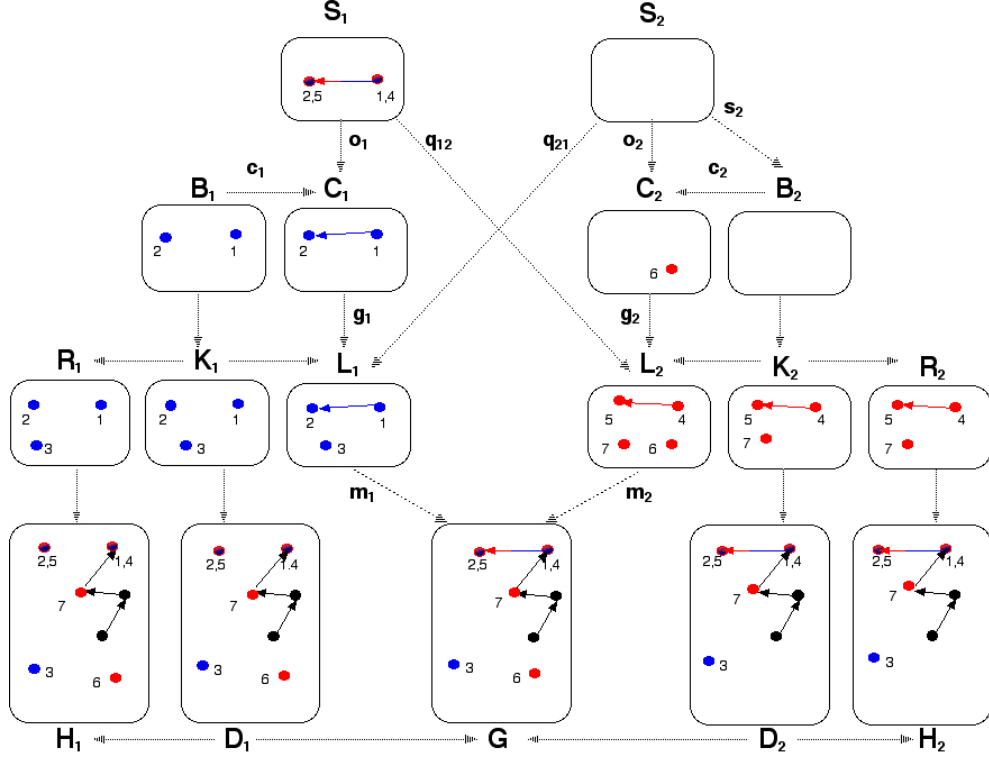 S1 S2
2,5 1,4
s2
o1 q12 q21 o2
c1 c2
B1 C1 C2 B2
2 1 2 1 6
g1 g2
R1 K1 L1 L2 K2 R2
2 1 2 1 2 1 5 4 5 4 5 4
3 3 3 7 6 7 7
m1 m2
2,5 1,4 2,5 1,4 2,5 1,4 2,5 1,4 2,5 1,4
7 7 7 7 7
3 6 3 6 3 6 3 3
H1 D1 G D2 H2